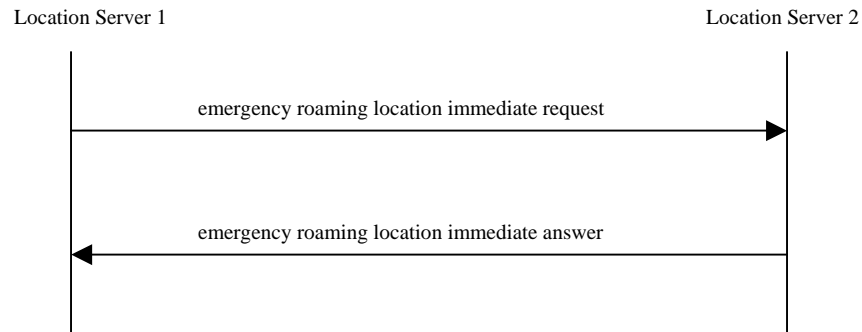 Location Server 1
Location Server 2
emergency roaming location immediate request
emergency roaming location immediate answer